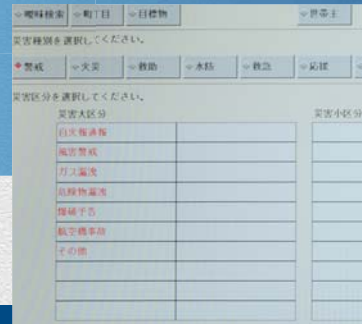 曖昧検索 町丁目 目標物 世帯主
災害種別を選択してください。
警戒 火災 救助 水防 救急 応援
災害区分を選択してください。
災害大区分 災害小区分
自火報通報
風害警戒
ガス漏洩
危険物漏洩
爆破予告
航空機事故
その他